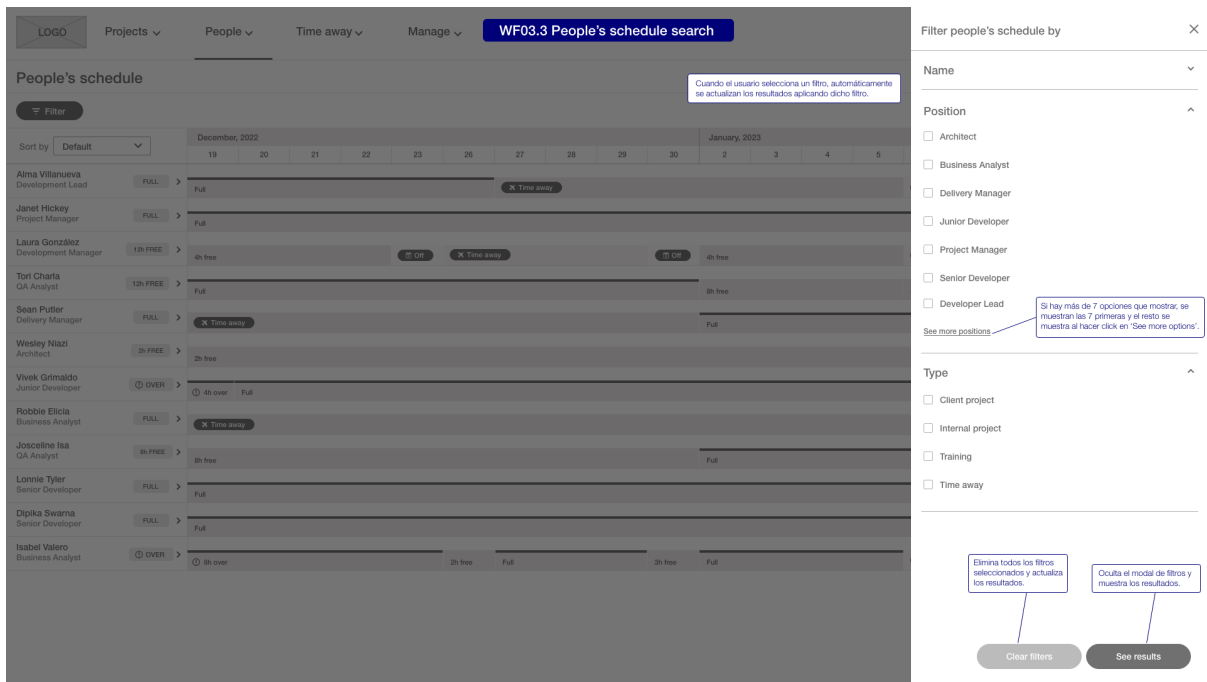 LOGO
Projects
People
Time away
Manage
WF03.3 People's schedule search
People's schedule
Cuando el usuario selecciona un filtro, automáticamente
se actualizan los resultados aplicando dicho filtro.
Filter
Sort by
Default
December, 2022
January, 2023
19 20 21 22 23 26 27 28 29 30 2 3 4 5
Alma Villanueva
Development Lead
FULL
Full
Time away
Janet Hickey
Project Manager
FULL
Full
Laura González
Development Manager
12h FREE
4h free
Off
Time away
Off
4h free
Tori Charla
QA Analyst
12h FREE
Full
8h free
Sean Putler
Delivery Manager
FULL
Time away
Full
Wesley Niazi
Architect
2h FREE
2h free
Vivek Grimaldo
Junior Developer
OVER
4h over
Full
Robbie Elicia
Business Analyst
FULL
Time away
Josceline Isa
QA Analyst
8h FREE
8h free
Full
Lonnie Tyler
Senior Developer
FULL
Full
Dipika Swarna
Senior Developer
FULL
Full
Isabel Valero
Business Analyst
OVER
8h over
2h free
Full
3h free
Full
Filter people's schedule by
Name
Position
Architect
Business Analyst
Delivery Manager
Junior Developer
Project Manager
Senior Developer
Developer Lead
See more positions
Si hay más de 7 opciones que mostrar, se
muestran las 7 primeras y el resto se
muestra al hacer click en 'See more options'.
Type
Client project
Internal project
Training
Time away
Elimina todos los filtros
seleccionados y actualiza
los resultados.
Oculta el modal de filtros y
muestra los resultados.
Clear filters
See results